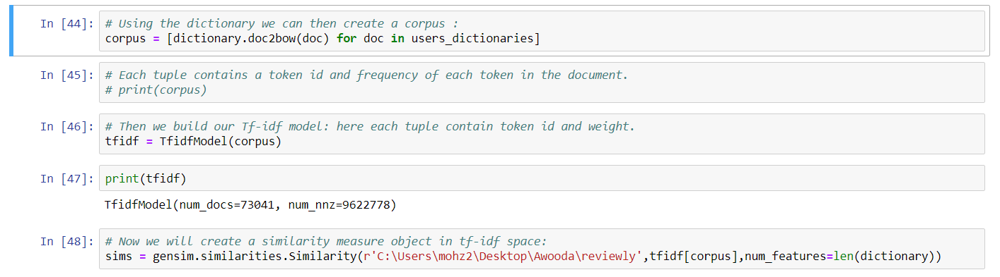 In [44]: # Using the dictionary we can then create a corpus :
corpus = [dictionary.doc2bow(doc) for doc in users_dictionaries]
In [45]: # Each tuple contains a token id and frequency of each token in the document.
# print(corpus)
In [46]: # Then we build our Tf-idf model: here each tuple contain token id and weight.
tfidf = TfidfModel(corpus)
In [47]: print(tfidf)
TfidfModel(num_docs=73041, num_nnz=9622778)
In [48]: # Now we will create a similarity measure object in tf-idf space:
sims = gensim.similarities.Similarity(r'C:\Users\mohz2\Desktop\Awooda\reviewly',tfidf[corpus],num_features=len(dictionary))